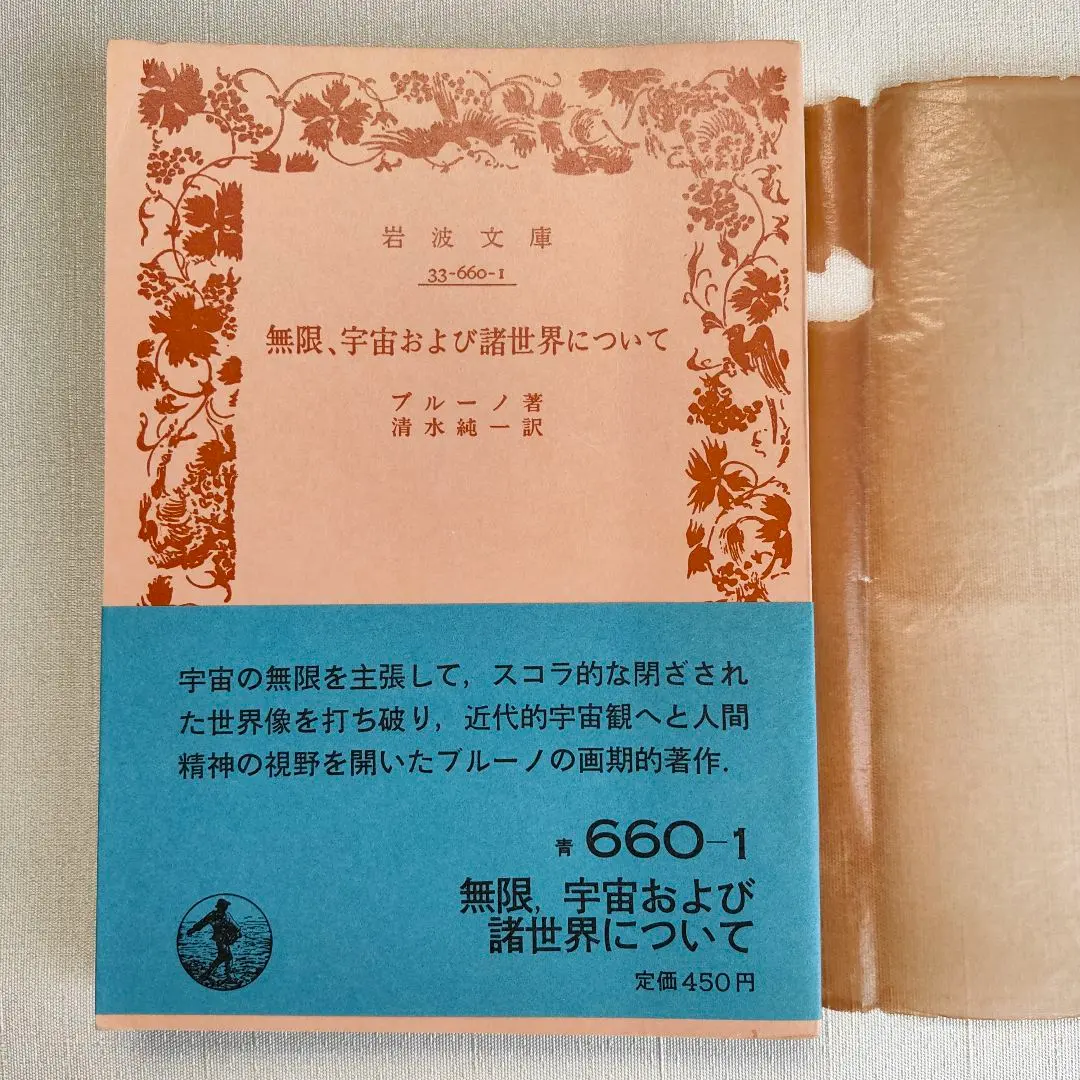 岩波文庫
33-660-1
無限、宇宙および諸世界について
ブルーノ著
清水純一訳
宇宙の無限を主張して，スコラ的な閉ざされ
た世界像を打ち破り，近代的宇宙観へと人間
精神の視野を開いたブルーノの画期的著作．
青 660-1
無限，宇宙および
諸世界について
定価450円